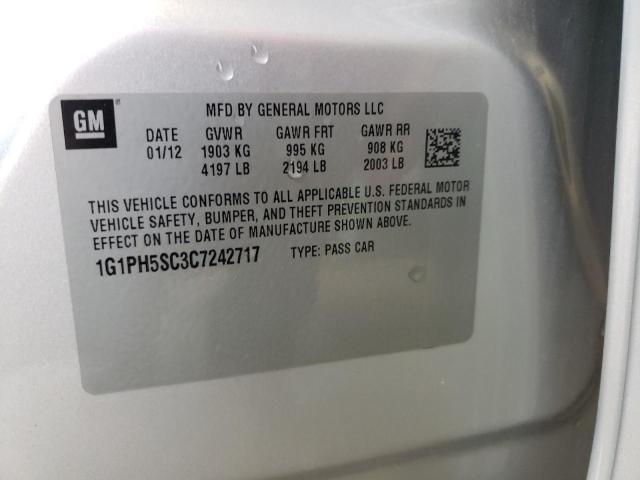 GM
MFD BY GENERAL MOTORS LLC
DATE GVWR GAWR FRT GAWR RR
01/12 1903 KG 995 KG 908 KG
4197 LB 2194 LB 2003 LB
THIS VEHICLE CONFORMS TO ALL APPLICABLE U.S. FEDERAL MOTOR
VEHICLE SAFETY, BUMPER, AND THEFT PREVENTION STANDARDS IN
EFFECT ON THE DATE OF MANUFACTURE SHOWN ABOVE.
1G1PH5SC3C7242717 TYPE: PASS CAR